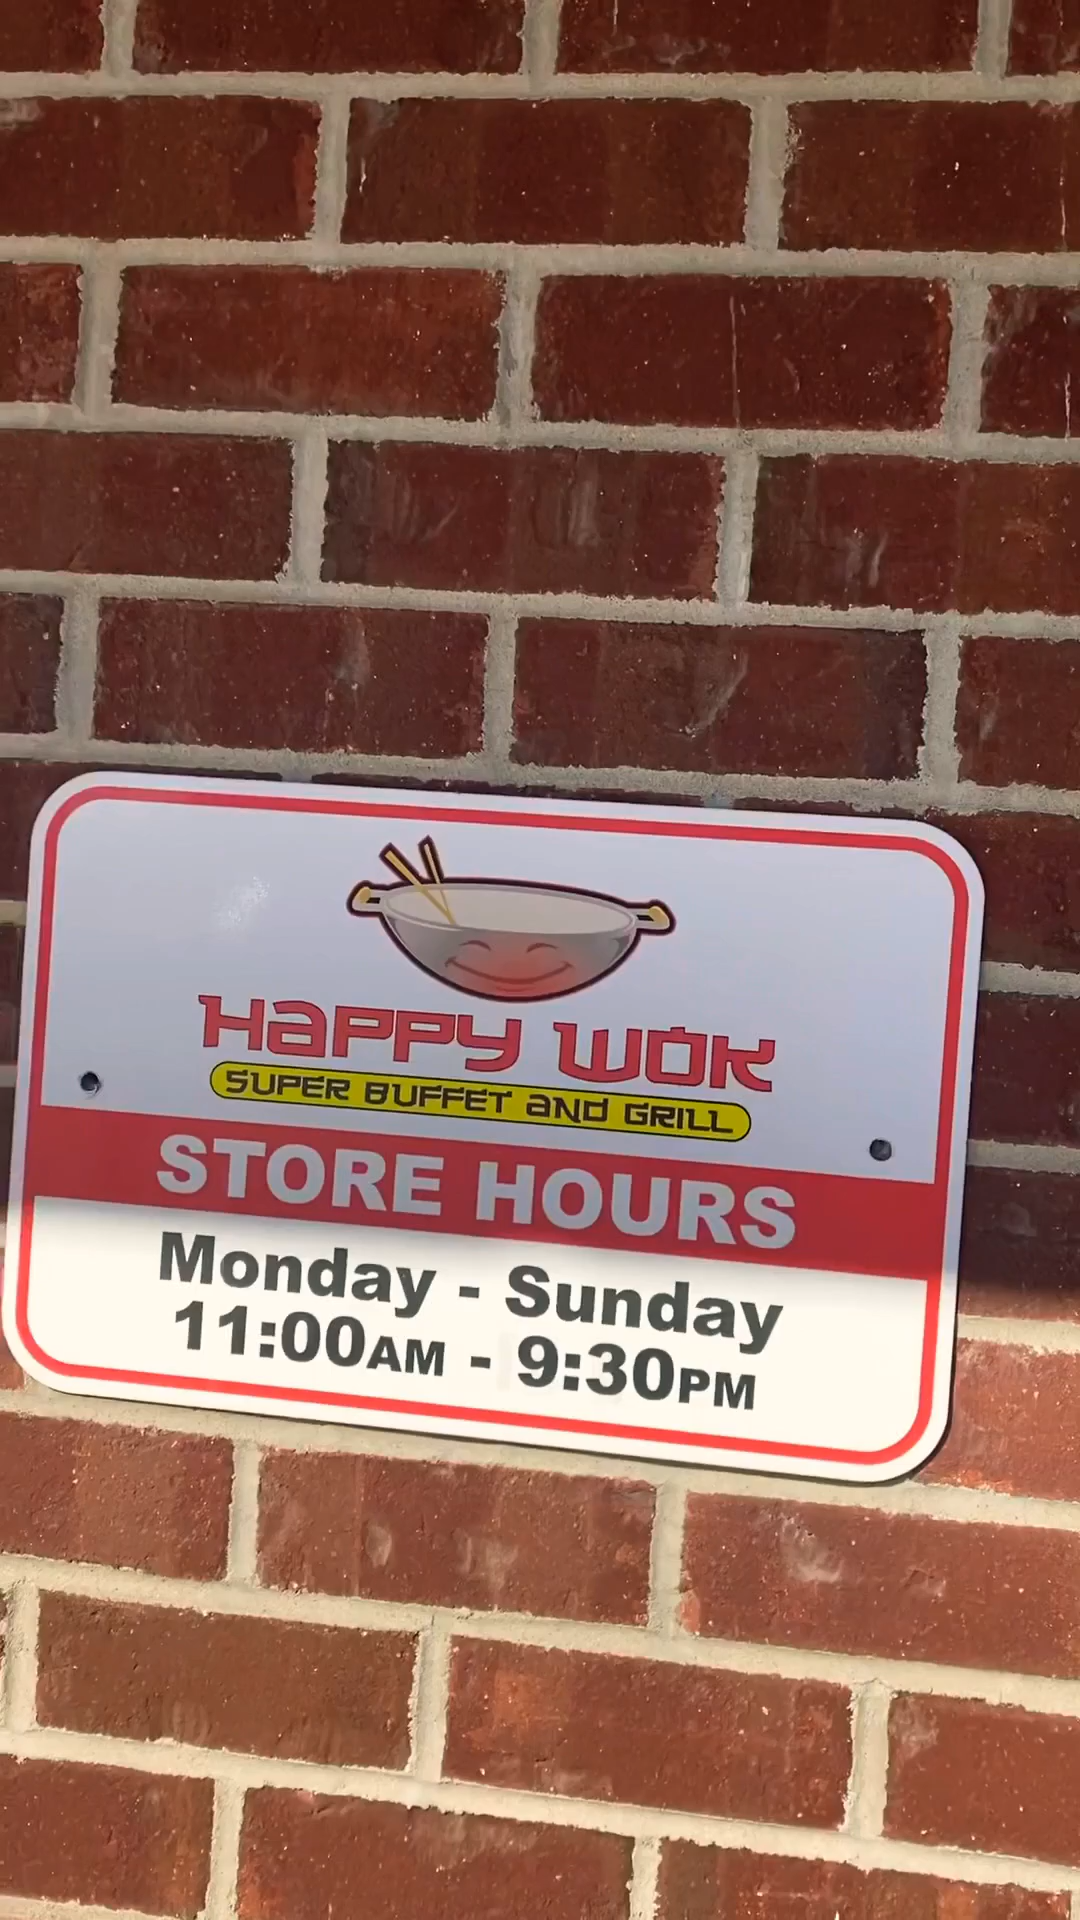 HaPPY WOK
SUPER BUFFET aND GRILL
STORE HOURS
Monday - Sunday
11:00AM - 9:30PM